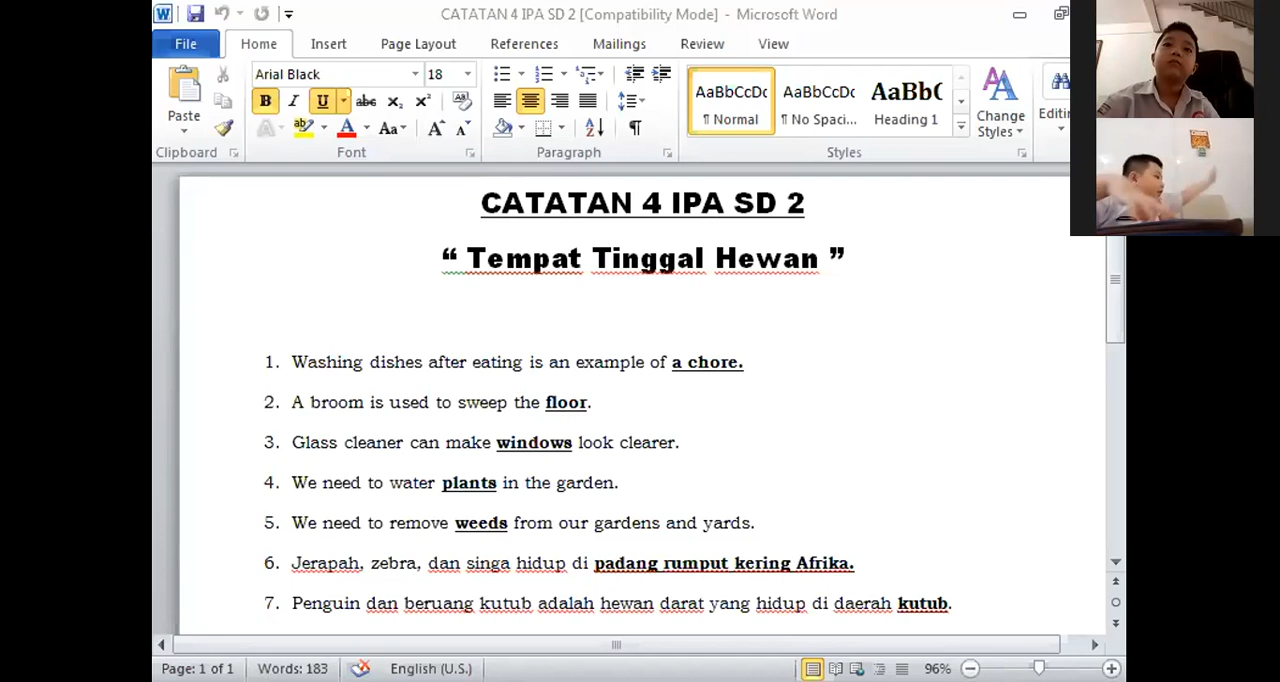 CATATAN 4 IPA SD 2 [Compatibility Mode] - Microsoft Word
File Home Insert Page Layout References Mailings Review View
Arial Black 18
AaBbCcDc AaBbCcDc AaBbC
Paste B I U abc X₂ X² Aa A A
¶ Normal ¶ No Spaci... Heading 1 Change Styles Editi
Clipboard Font Paragraph Styles
CATATAN 4 IPA SD 2
“ Tempat Tinggal Hewan ”
1. Washing dishes after eating is an example of a chore.
2. A broom is used to sweep the floor.
3. Glass cleaner can make windows look clearer.
4. We need to water plants in the garden.
5. We need to remove weeds from our gardens and yards.
6. Jerapah, zebra, dan singa hidup di padang rumput kering Afrika.
7. Penguin dan beruang kutub adalah hewan darat yang hidup di daerah kutub.
Page: 1 of 1 Words: 183 English (U.S.) 96%